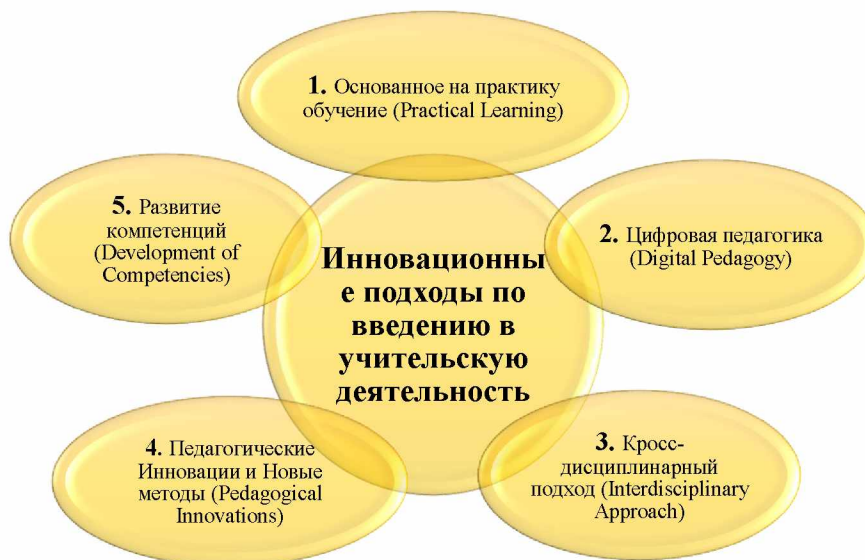 1. Основанное на практику
обучение (Practical Learning)
2. Цифровая педагогика
(Digital Pedagogy)
3. Кросс-
дисциплинарный
подход (Interdisciplinary
Approach)
4. Педагогические
Инновации и Новые
методы (Pedagogical
Innovations)
5. Развитие
компетенций
(Development of
Competencies)
Инновационны
е подходы по
введению в
учительскую
деятельность